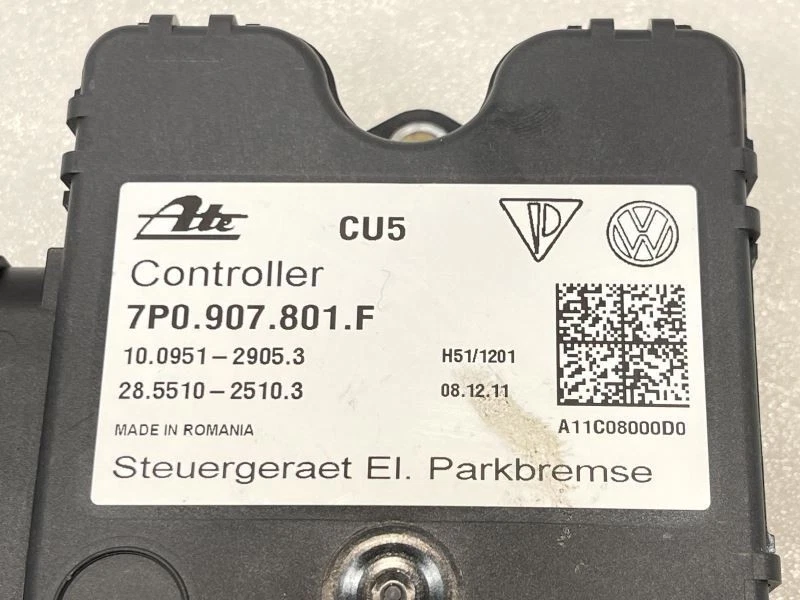 Ate CU5
Controller
7P0.907.801.F
10.0951-2905.3 H51/1201
28.5510-2510.3 08.12.11
A11C08000D0
MADE IN ROMANIA
Steuergeraet El. Parkbremse